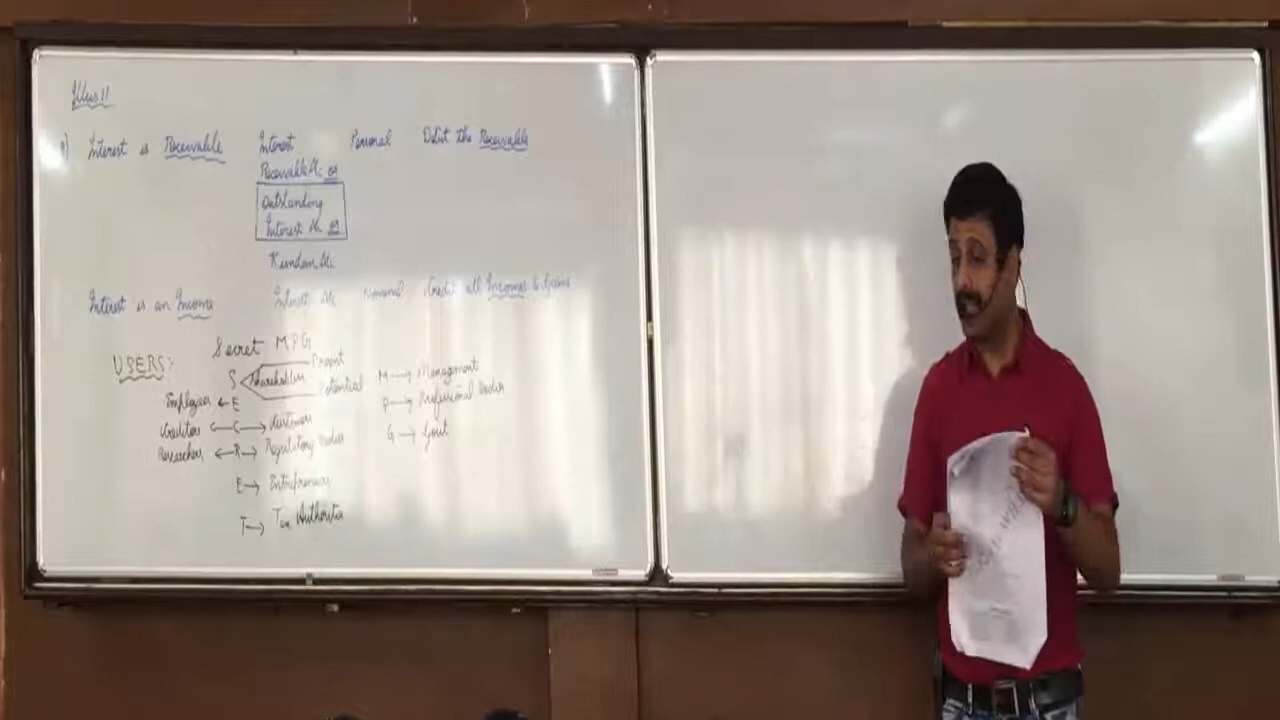 Illus 11
Interest is Receivable Interest Personal Debit the Receivable
Receivable A/c or
Outstanding
Interest A/c or
Kundan A/c
Interest is an Income Interest A/c Nominal Credit all Incomes & Gains
Secret MPG
USERS:
S Shareholders Present
Potential
Employees ← E
Creditors ← C → Customers
Researchers ← R → Regulatory Bodies
E → Entrepreneurs
T → Tax Authorities
M → Management
P → Professional Bodies
G → Govt